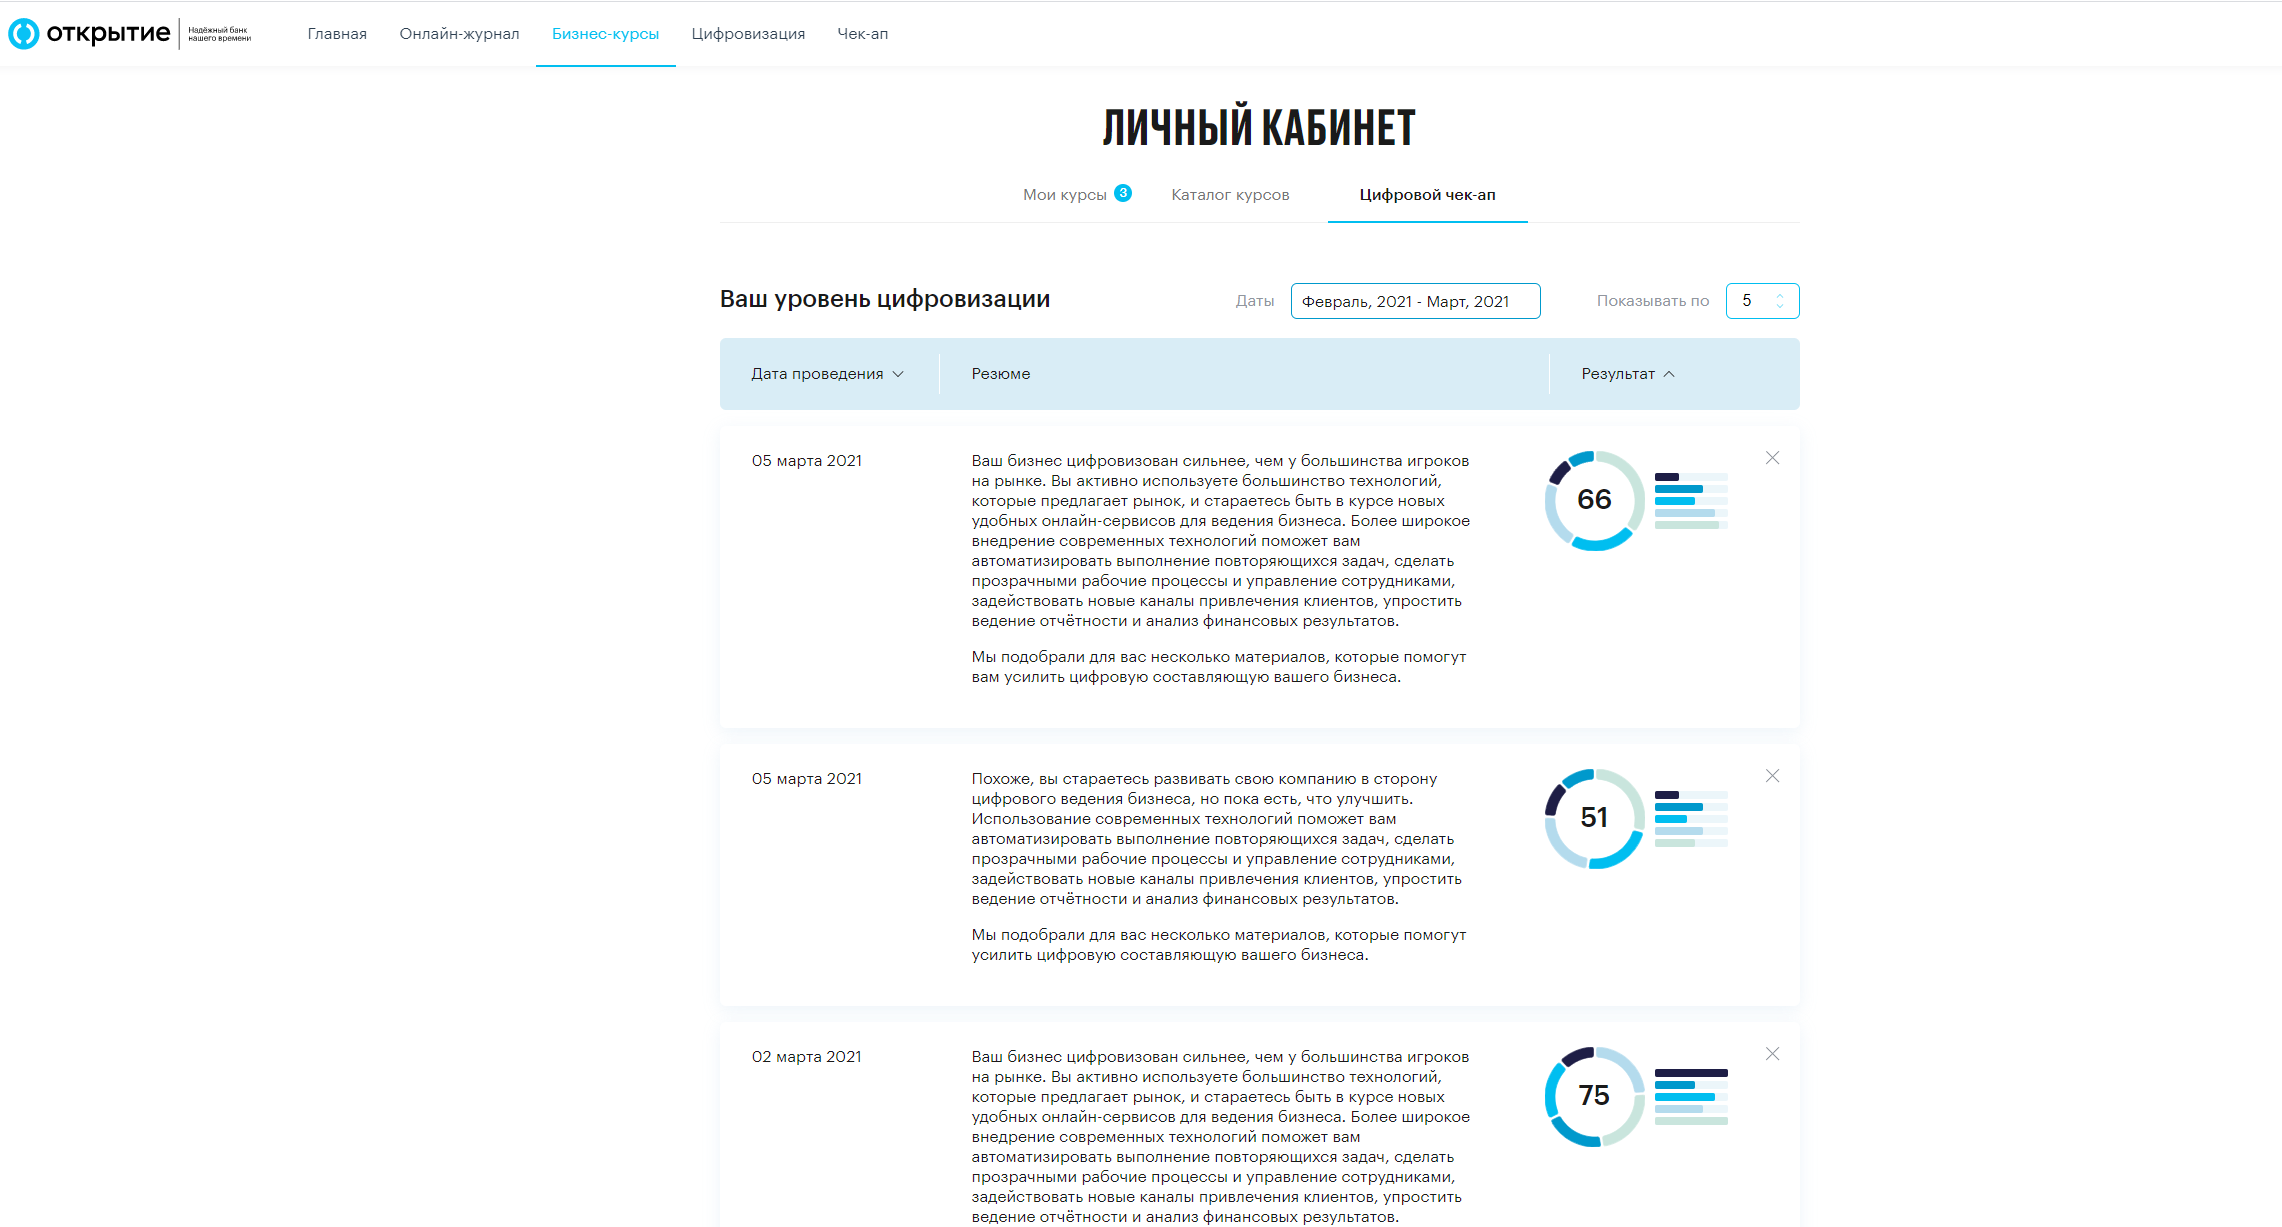 открытие
Надёжный банк
нашего времени
Главная
Онлайн-журнал
Бизнес-курсы
Цифровизация
Чек-ап
ЛИЧНЫЙ КАБИНЕТ
Мои курсы 3
Каталог курсов
Цифровой чек-ап
Ваш уровень цифровизации
Даты
Февраль, 2021 - Март, 2021
Показывать по
5
Дата проведения
Резюме
Результат
05 марта 2021
Ваш бизнес цифровизован сильнее, чем у большинства игроков
на рынке. Вы активно используете большинство технологий,
которые предлагает рынок, и стараетесь быть в курсе новых
удобных онлайн-сервисов для ведения бизнеса. Более широкое
внедрение современных технологий поможет вам
автоматизировать выполнение повторяющихся задач, сделать
прозрачными рабочие процессы и управление сотрудниками,
задействовать новые каналы привлечения клиентов, упростить
ведение отчётности и анализ финансовых результатов.
Мы подобрали для вас несколько материалов, которые помогут
вам усилить цифровую составляющую вашего бизнеса.
66
05 марта 2021
Похоже, вы стараетесь развивать свою компанию в сторону
цифрового ведения бизнеса, но пока есть, что улучшить.
Использование современных технологий поможет вам
автоматизировать выполнение повторяющихся задач, сделать
прозрачными рабочие процессы и управление сотрудниками,
задействовать новые каналы привлечения клиентов, упростить
ведение отчётности и анализ финансовых результатов.
Мы подобрали для вас несколько материалов, которые помогут
усилить цифровую составляющую вашего бизнеса.
51
02 марта 2021
Ваш бизнес цифровизован сильнее, чем у большинства игроков
на рынке. Вы активно используете большинство технологий,
которые предлагает рынок, и стараетесь быть в курсе новых
удобных онлайн-сервисов для ведения бизнеса. Более широкое
внедрение современных технологий поможет вам
автоматизировать выполнение повторяющихся задач, сделать
прозрачными рабочие процессы и управление сотрудниками,
задействовать новые каналы привлечения клиентов, упростить
ведение отчётности и анализ финансовых результатов.
75